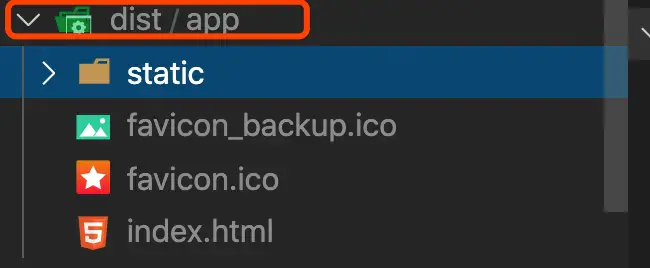 dist / app
static
favicon_backup.ico
favicon.ico
index.html